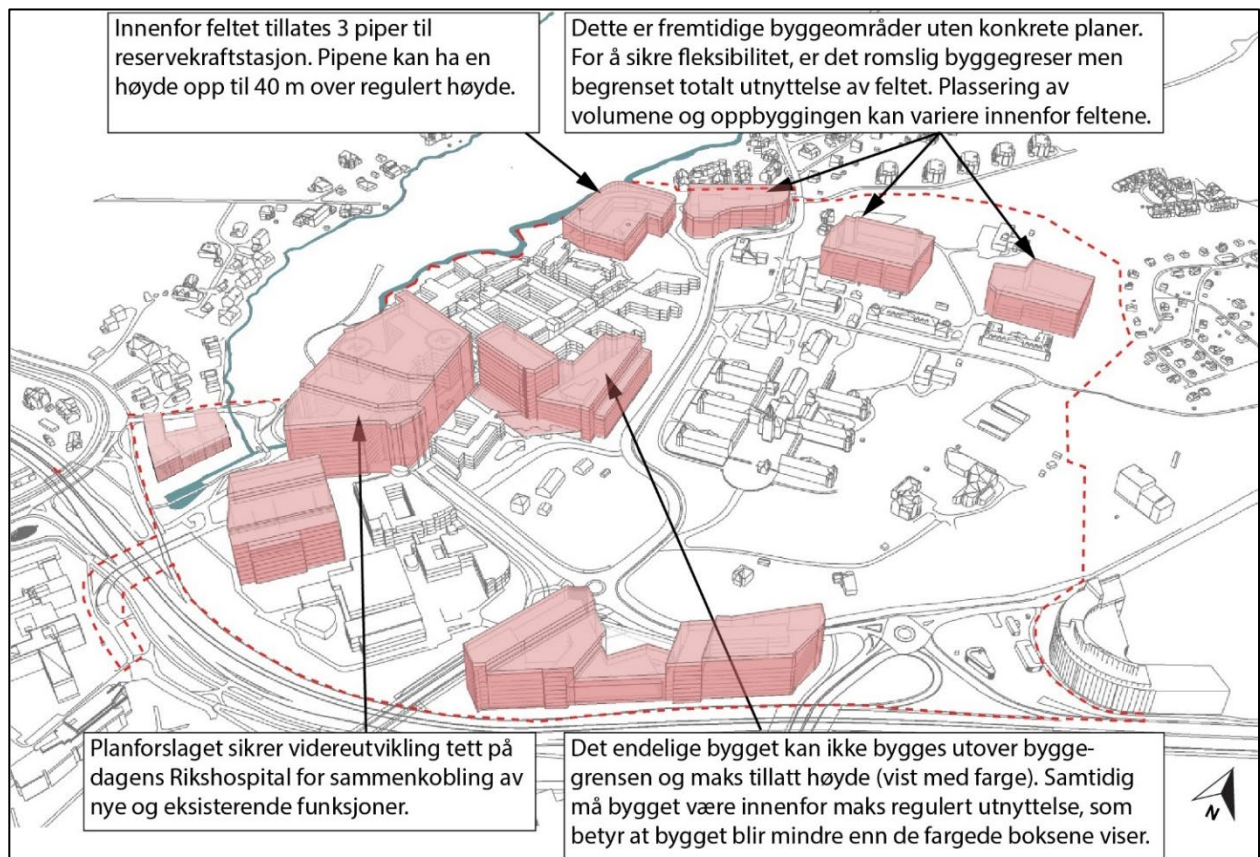 Innenfor feltet tillates 3 piper til
reservekraftstasjon. Pipene kan ha en
høyde opp til 40 m over regulert høyde.
Dette er fremtidige byggeområder uten konkrete planer.
For å sikre fleksibilitet, er det romslig byggegreser men
begrenset totalt utnyttelse av feltet. Plassering av
volumene og oppbyggingen kan variere innenfor feltene.
Planforslaget sikrer videreutvikling tett på
dagens Rikshospital for sammenkobling av
nye og eksisterende funksjoner.
Det endelige bygget kan ikke bygges utover bygge-
grensen og maks tillatt høyde (vist med farge). Samtidig
må bygget være innenfor maks regulert utnyttelse, som
betyr at bygget blir mindre enn de fargede boksene viser.
N